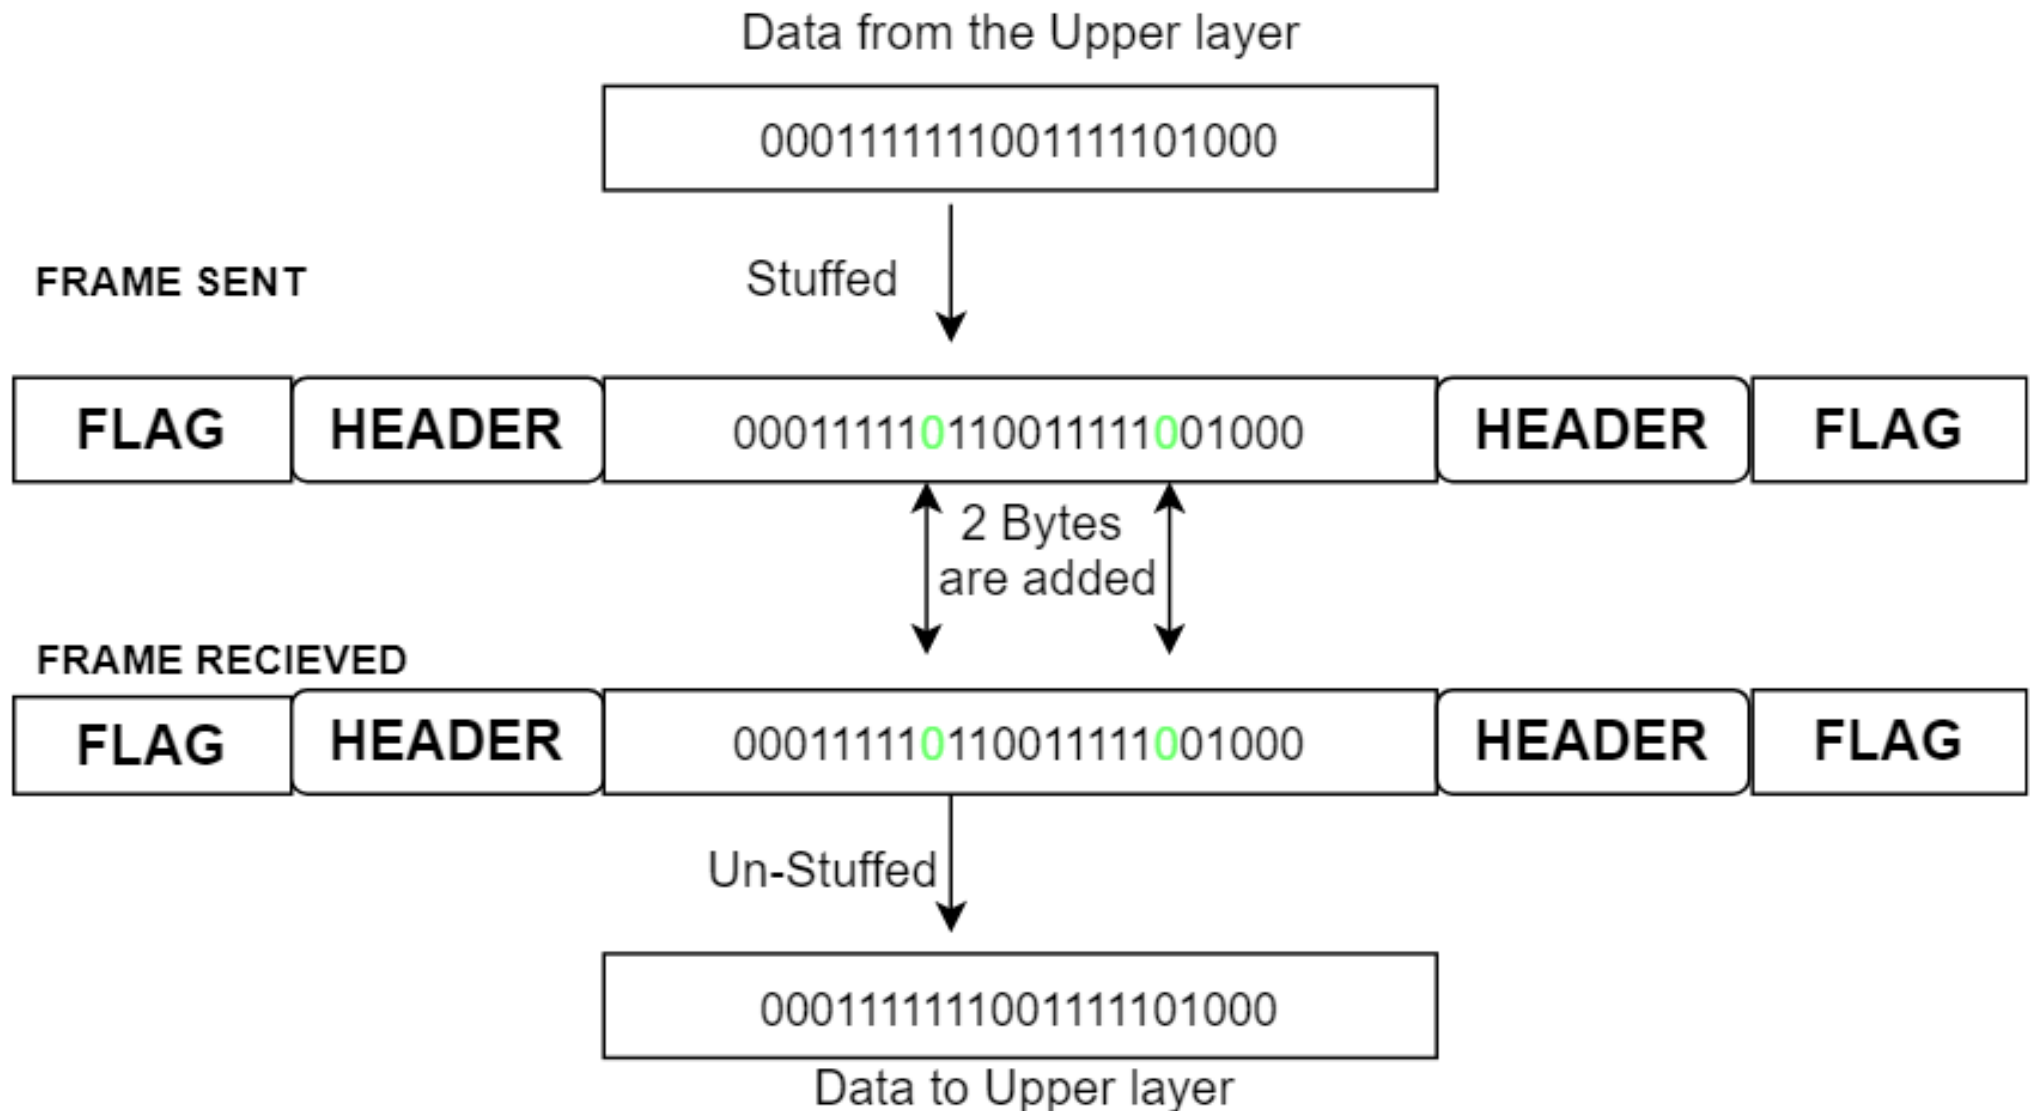 Data from the Upper layer
0001111111001111101000
Stuffed
FRAME SENT
FLAG HEADER 000111110110011111001000 HEADER FLAG
2 Bytes
are added
FRAME RECIEVED
FLAG HEADER 000111110110011111001000 HEADER FLAG
Un-Stuffed
0001111111001111101000
Data to Upper layer